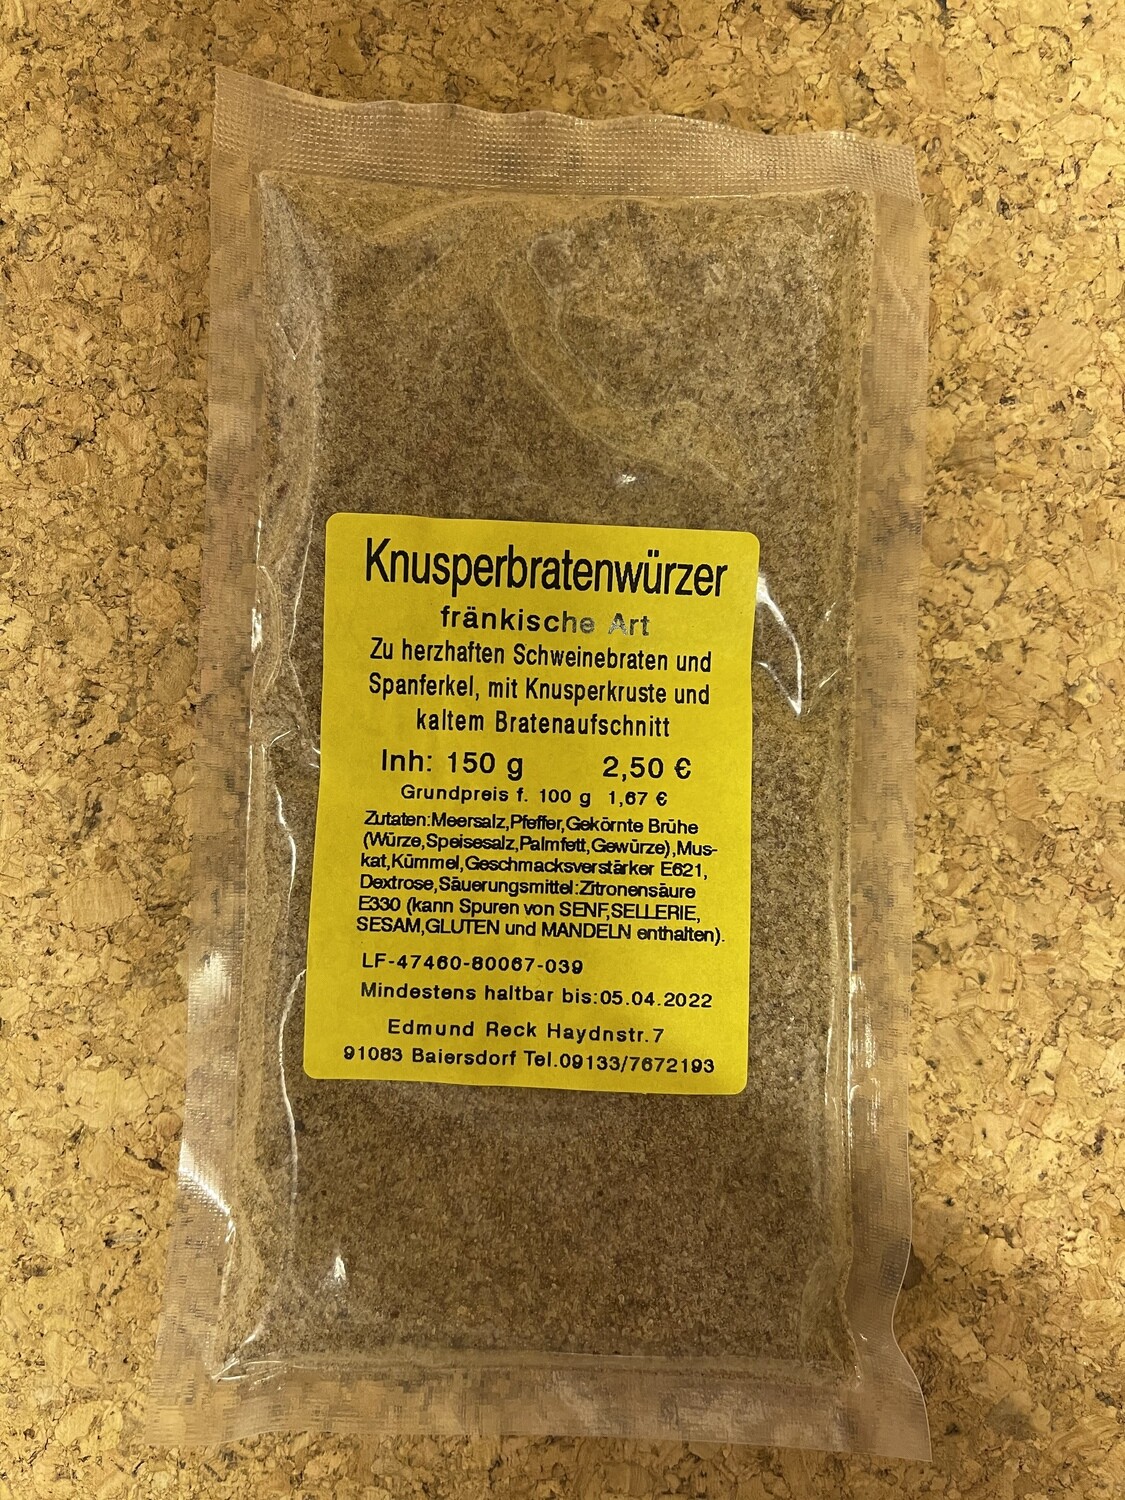 Knusperbratenwürzer
fränkische Art
Zu herzhaften Schweinebraten und
Spanferkel, mit Knusperkruste und
kaltem Bratenaufschnitt
Inh: 150 g 2,50 €
Grundpreis f. 100 g 1,67 €
Zutaten:Meersalz,Pfeffer,Gekörnte Brühe
(Würze,Speisesalz,Palmfett,Gewürze),Mus-
kat,Kümmel,Geschmacksverstärker E621,
Dextrose,Säuerungsmittel:Zitronensäure
E330 (kann Spuren von SENF,SELLERIE,
SESAM,GLUTEN und MANDELN enthalten).
LF-47460-80067-039
Mindestens haltbar bis:05.04.2022
Edmund Reck Haydnstr.7
91083 Baiersdorf Tel.09133/7672193